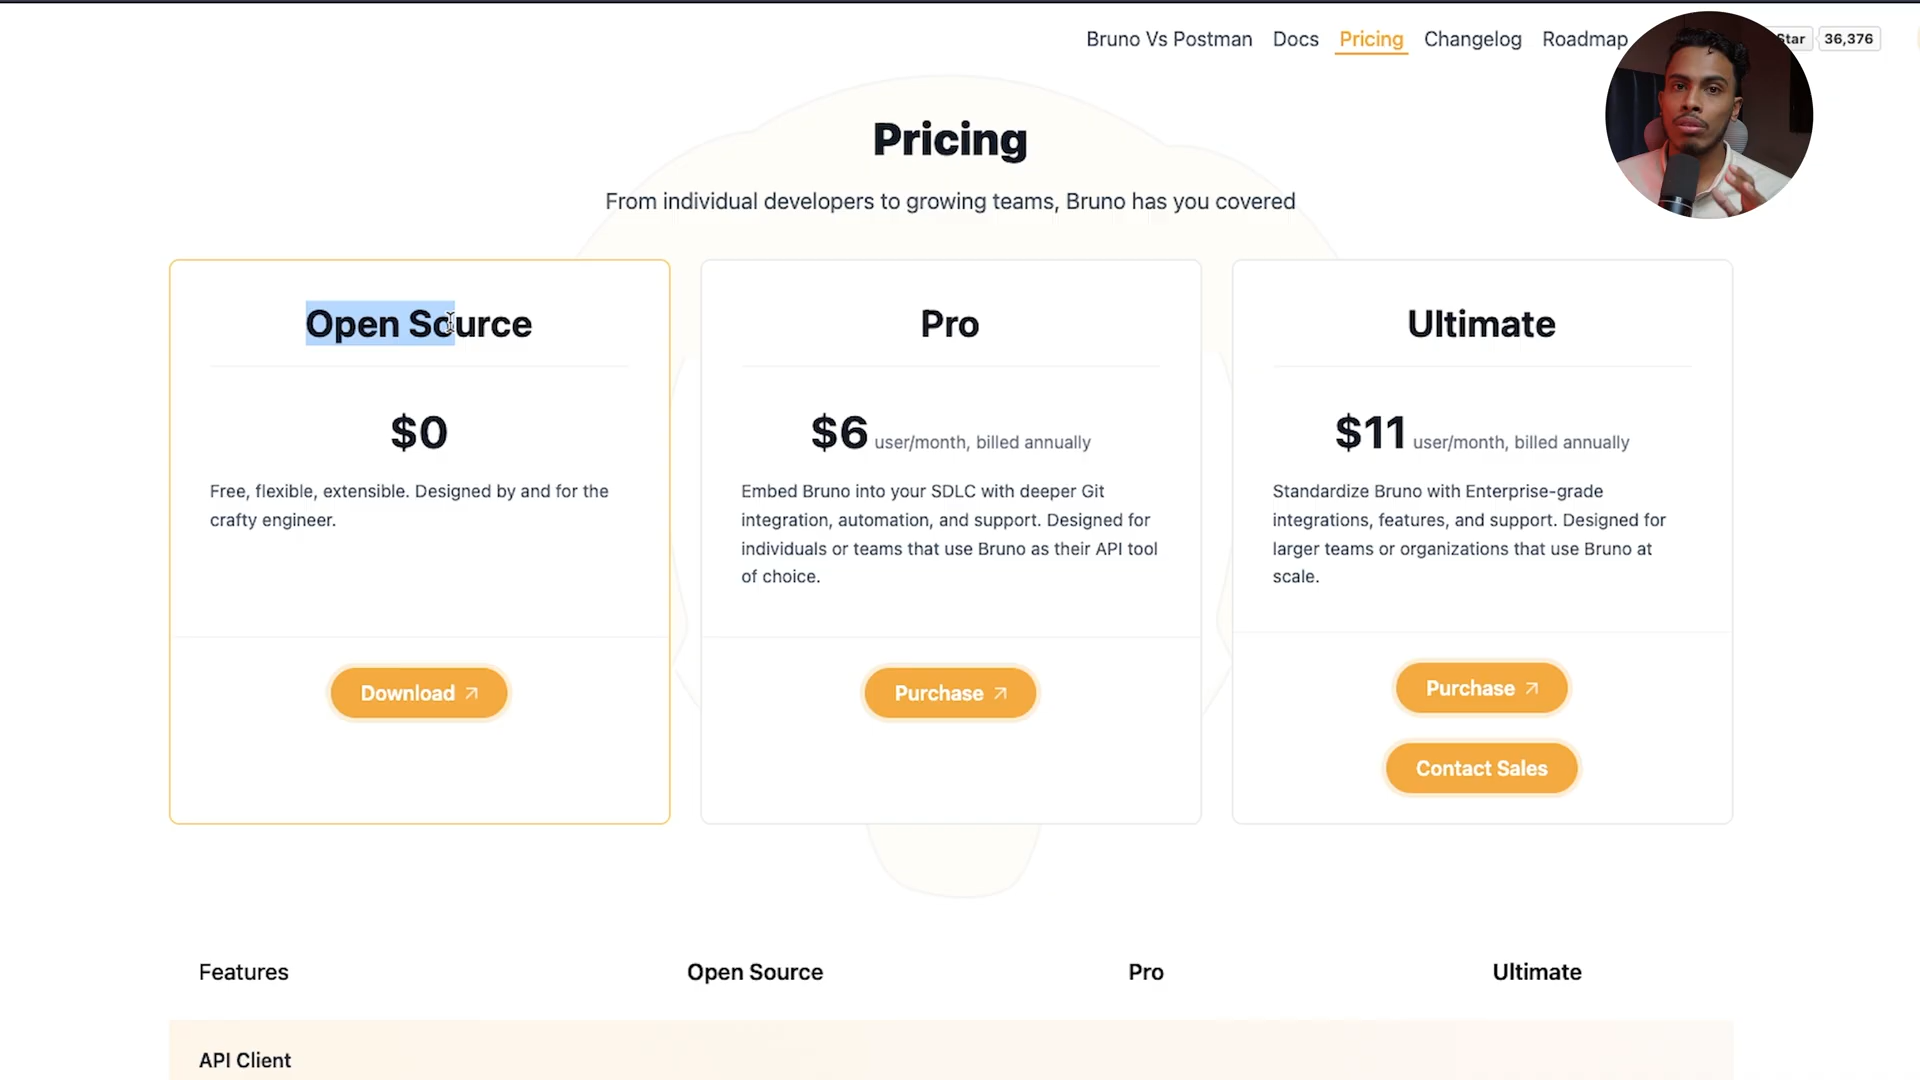 Bruno Vs Postman Docs Pricing Changelog Roadmap Star 36,376
Pricing
From individual developers to growing teams, Bruno has you covered
Open Source
$0
Free, flexible, extensible. Designed by and for the
crafty engineer.
Download
Pro
$6 user/month, billed annually
Embed Bruno into your SDLC with deeper Git
integration, automation, and support. Designed for
individuals or teams that use Bruno as their API tool
of choice.
Purchase
Ultimate
$11 user/month, billed annually
Standardize Bruno with Enterprise-grade
integrations, features, and support. Designed for
larger teams or organizations that use Bruno at
scale.
Purchase
Contact Sales
Features Open Source Pro Ultimate
API Client